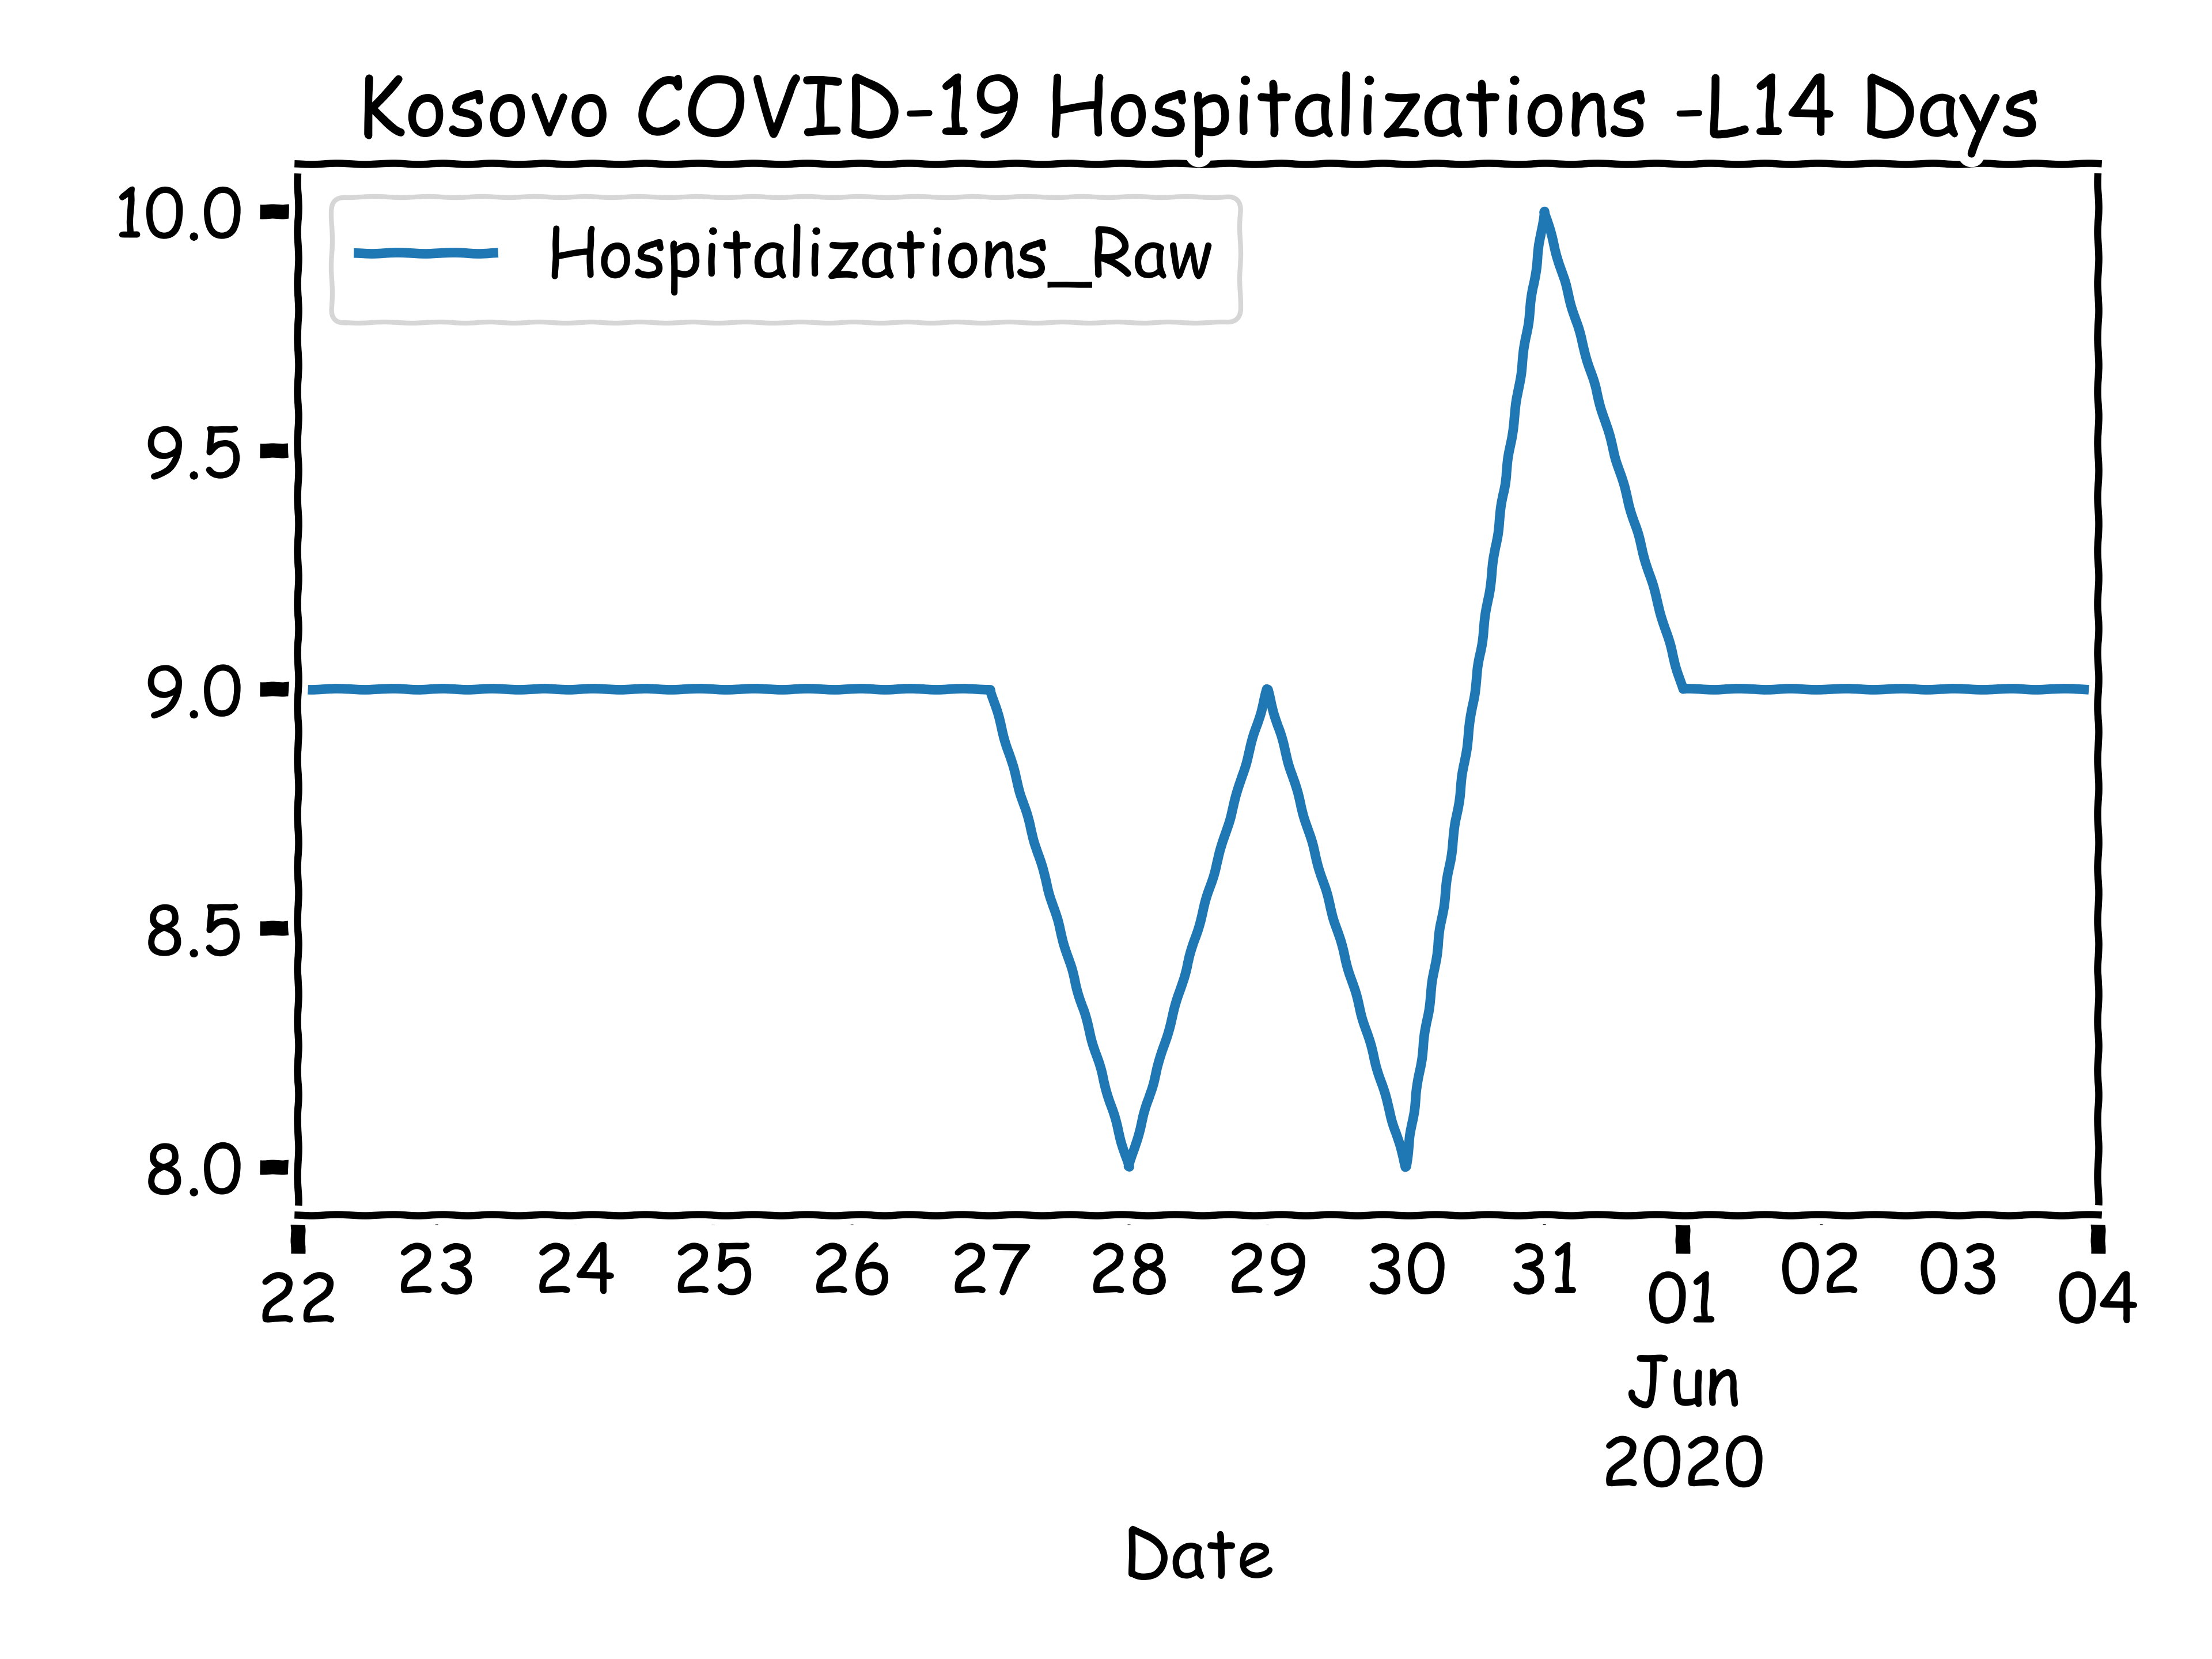 Kosovo COVID-19 Hospitalizations -L14 Days
Hospitalizations_Raw
10.0
9.5
9.0
8.5
8.0
22 23 24 25 26 27 28 29 30 31 01 02 03 04
Jun
2020
Date